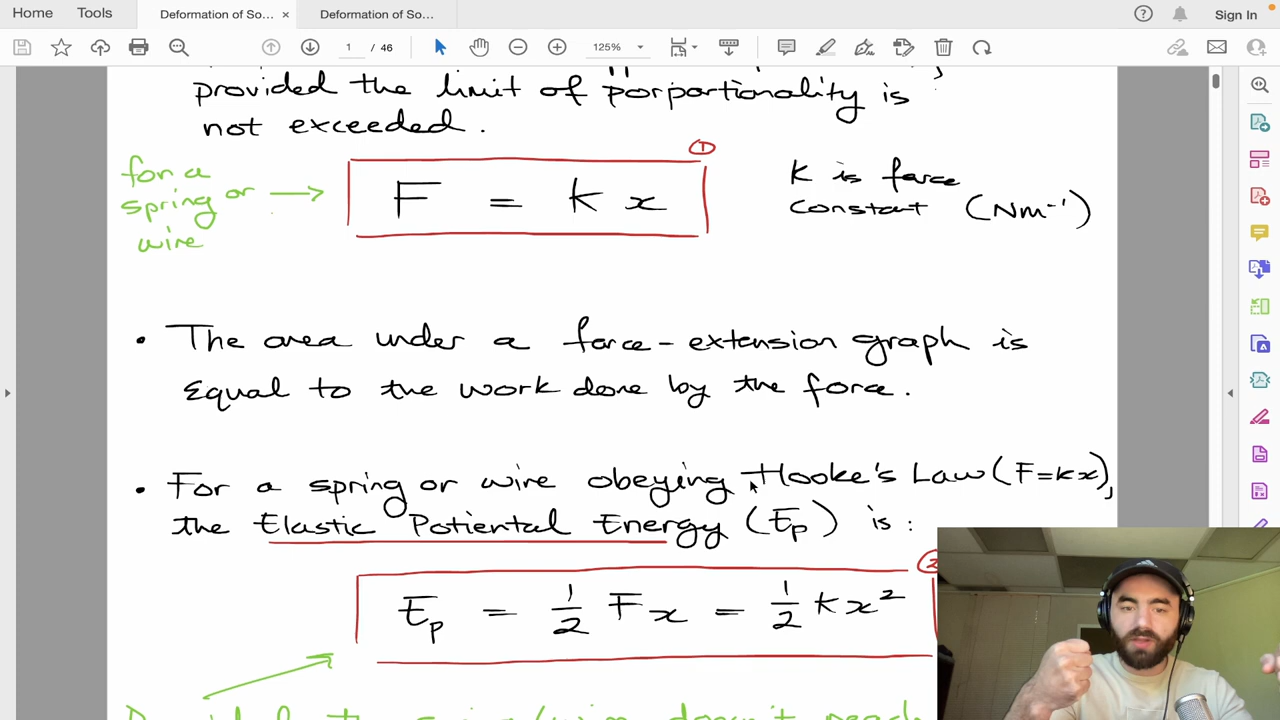 Home Tools Deformation of So... × Deformation of So... Sign In
1 / 46 125%
provided the limit of porportionality is
not exceeded.
for a
spring or
wire
①
F = k x
K is force
constant (Nm⁻¹)
• The area under a force-extension graph is
Equal to the work done by the force.
• For a spring or wire obeying Hooke's Law (F=kx),
the Elastic Potiental Energy (Ep) is:
②
Ep = 1/2 Fx = 1/2 kx²